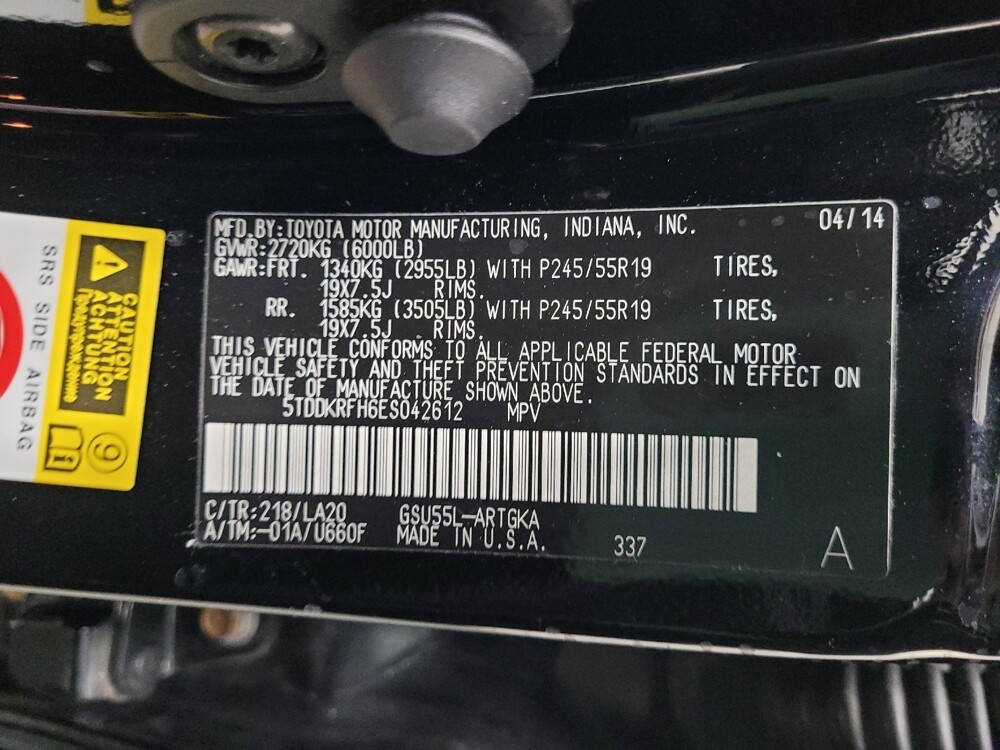 MFD.BY:TOYOTA MOTOR MANUFACTURING, INDIANA, INC. 04/14
GVWR:2720KG (6000LB)
GAWR:FRT. 1340KG (2955LB) WITH P245/55R19 TIRES,
19X7.5J RIMS.
RR. 1585KG (3505LB) WITH P245/55R19 TIRES,
19X7.5J RIMS.
THIS VEHICLE CONFORMS TO ALL APPLICABLE FEDERAL MOTOR
VEHICLE SAFETY AND THEFT PREVENTION STANDARDS IN EFFECT ON
THE DATE OF MANUFACTURE SHOWN ABOVE.
5TDDKRFH6ES042612 MPV
C/TR:218/LA20 GSU55L-ARTGKA
A/TM:-01A/U660F MADE IN U.S.A. 337 A
CAUTION
ATTENTION
ACHTUNG
Предупреждение
SRS SIDE AIRBAG
9
i